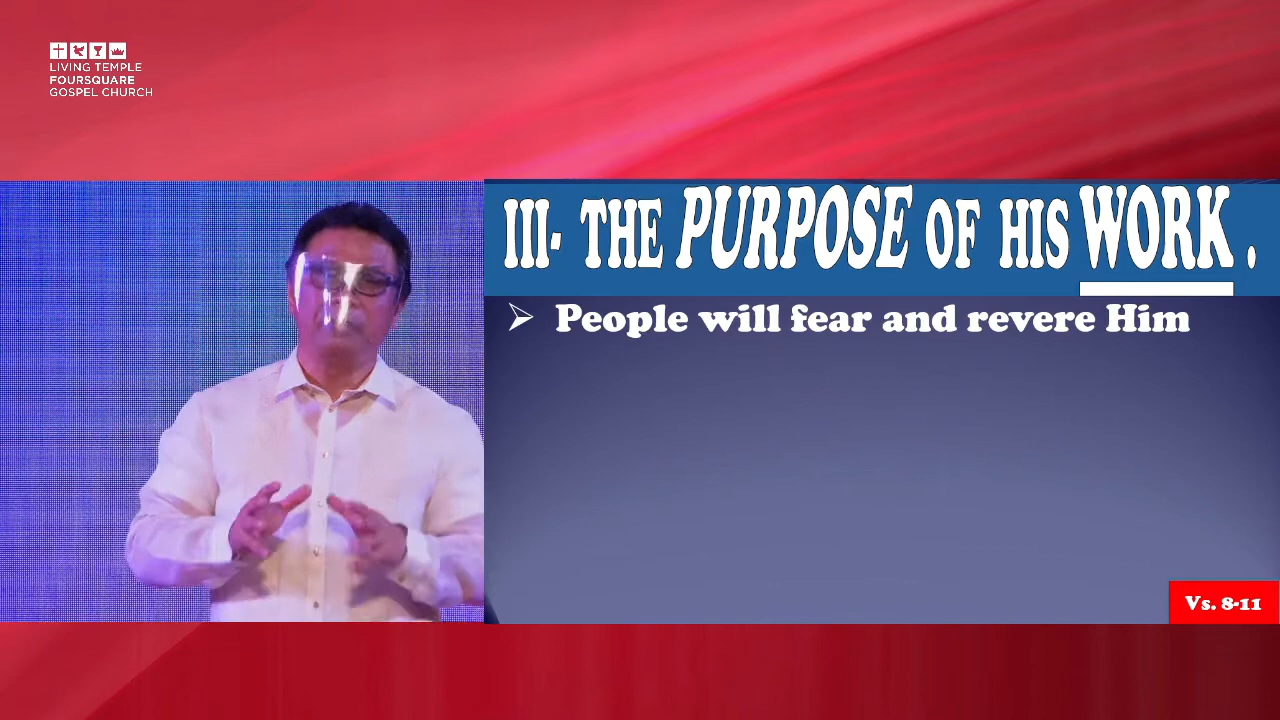 LIVING TEMPLE
FOURSQUARE
GOSPEL CHURCH
III- THE PURPOSE OF HIS WORK .
People will fear and revere Him
Vs. 8-11